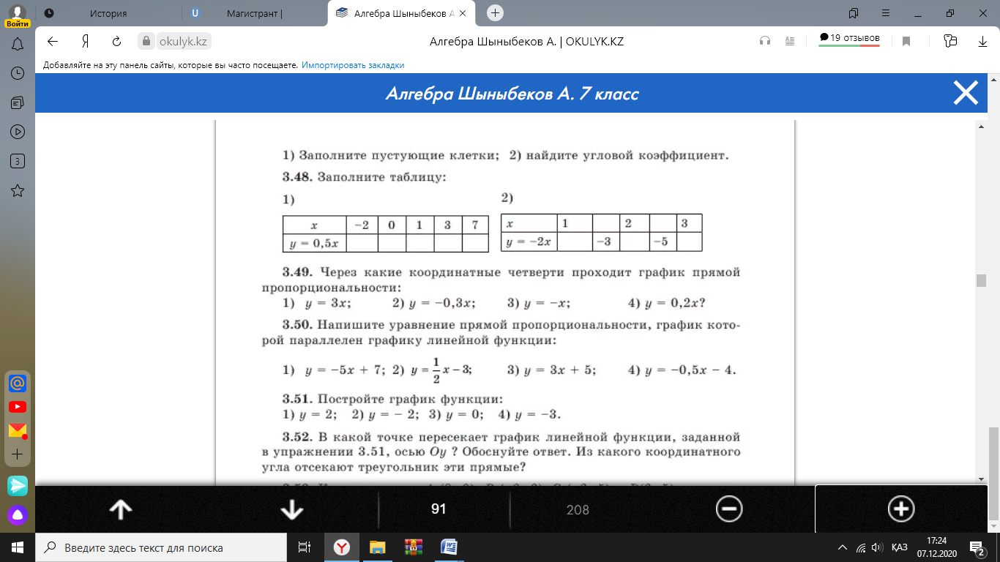 История
Магистрант |
Алгебра Шыныбеков А
Войти
okulyk.kz
Алгебра Шыныбеков А. | OKULYK.KZ
19 отзывов
Добавляйте на эту панель сайты, которые вы часто посещаете. Импортировать закладки
Алгебра Шыныбеков А. 7 класс
3
1) Заполните пустующие клетки; 2) найдите угловой коэффициент.
3.48. Заполните таблицу:
1)
x −2 0 1 3 7
y = 0,5x
2)
x 1 2 3
y = −2x −3 −5
3.49. Через какие координатные четверти проходит график прямой
пропорциональности:
1) y = 3x; 2) y = −0,3x; 3) y = −x; 4) y = 0,2x?
3.50. Напишите уравнение прямой пропорциональности, график кото-
рой параллелен графику линейной функции:
1) y = −5x + 7; 2) y = 1/2 x − 3; 3) y = 3x + 5; 4) y = −0,5x − 4.
3.51. Постройте график функции:
1) y = 2; 2) y = − 2; 3) y = 0; 4) y = −3.
3.52. В какой точке пересекает график линейной функции, заданной
в упражнении 3.51, осью Oy ? Обоснуйте ответ. Из какого координатного
угла отсекают треугольник эти прямые?
91
208
Введите здесь текст для поиска
ҚАЗ
17:24
07.12.2020
2